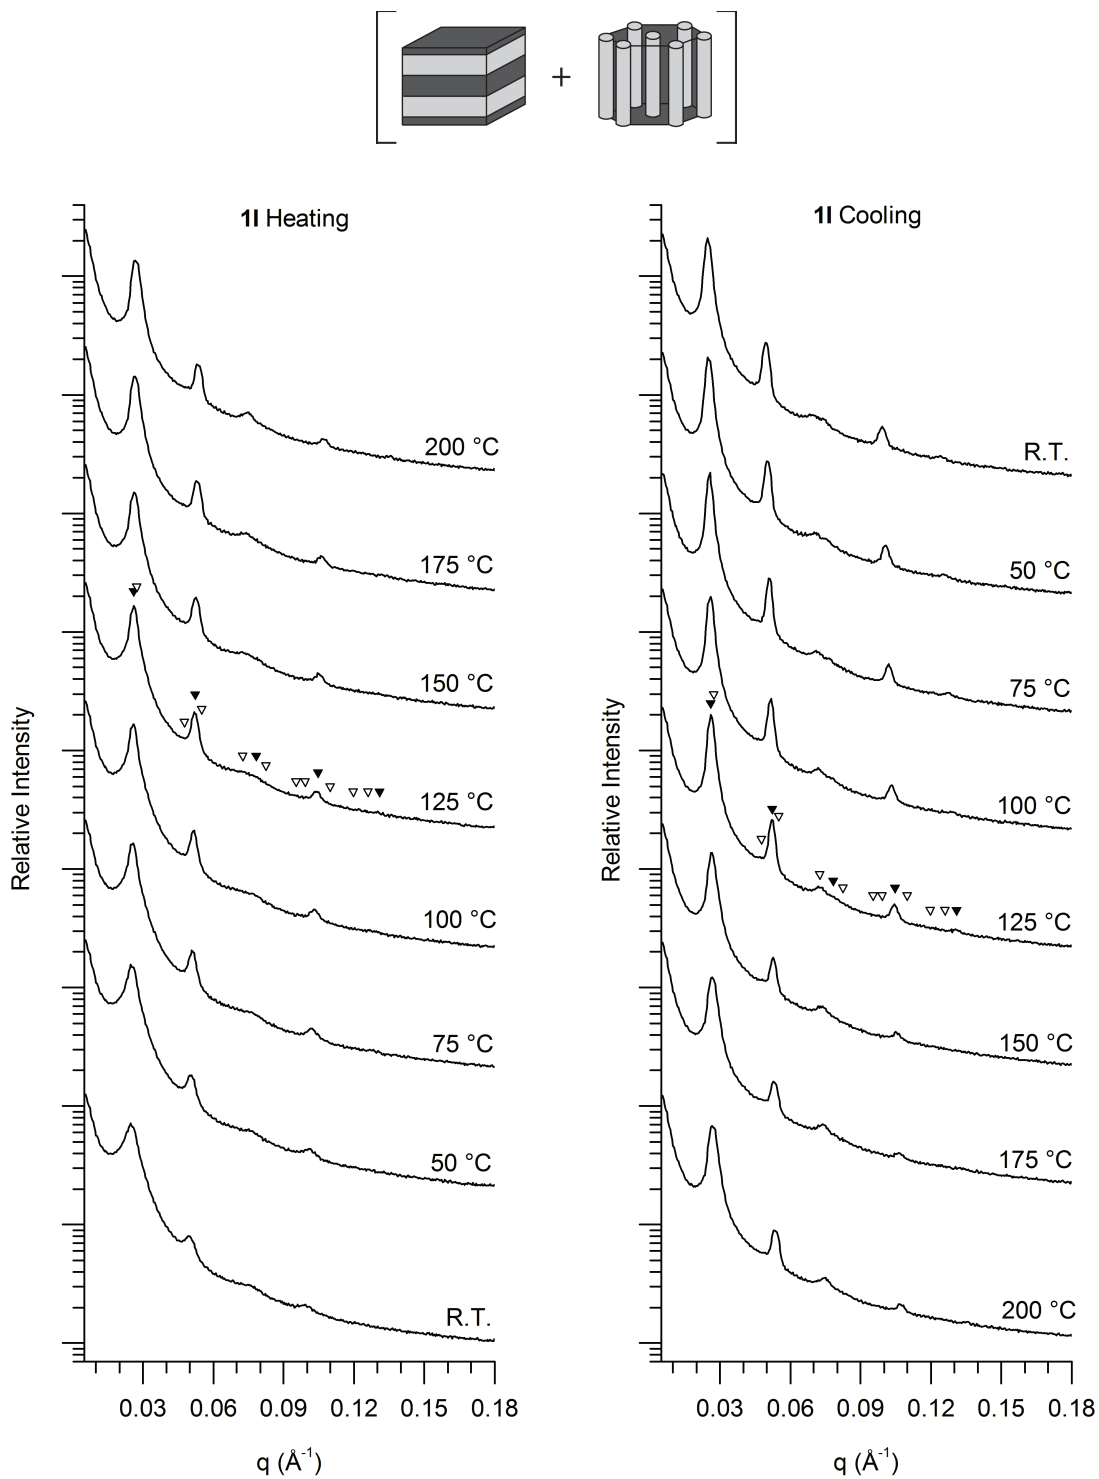 +
1I Heating
200 °C
175 °C
150 °C
125 °C
100 °C
75 °C
50 °C
R.T.
Relative Intensity
0.03 0.06 0.09 0.12 0.15 0.18
q (Å⁻¹)
1I Cooling
R.T.
50 °C
75 °C
100 °C
125 °C
150 °C
175 °C
200 °C
Relative Intensity
0.03 0.06 0.09 0.12 0.15 0.18
q (Å⁻¹)